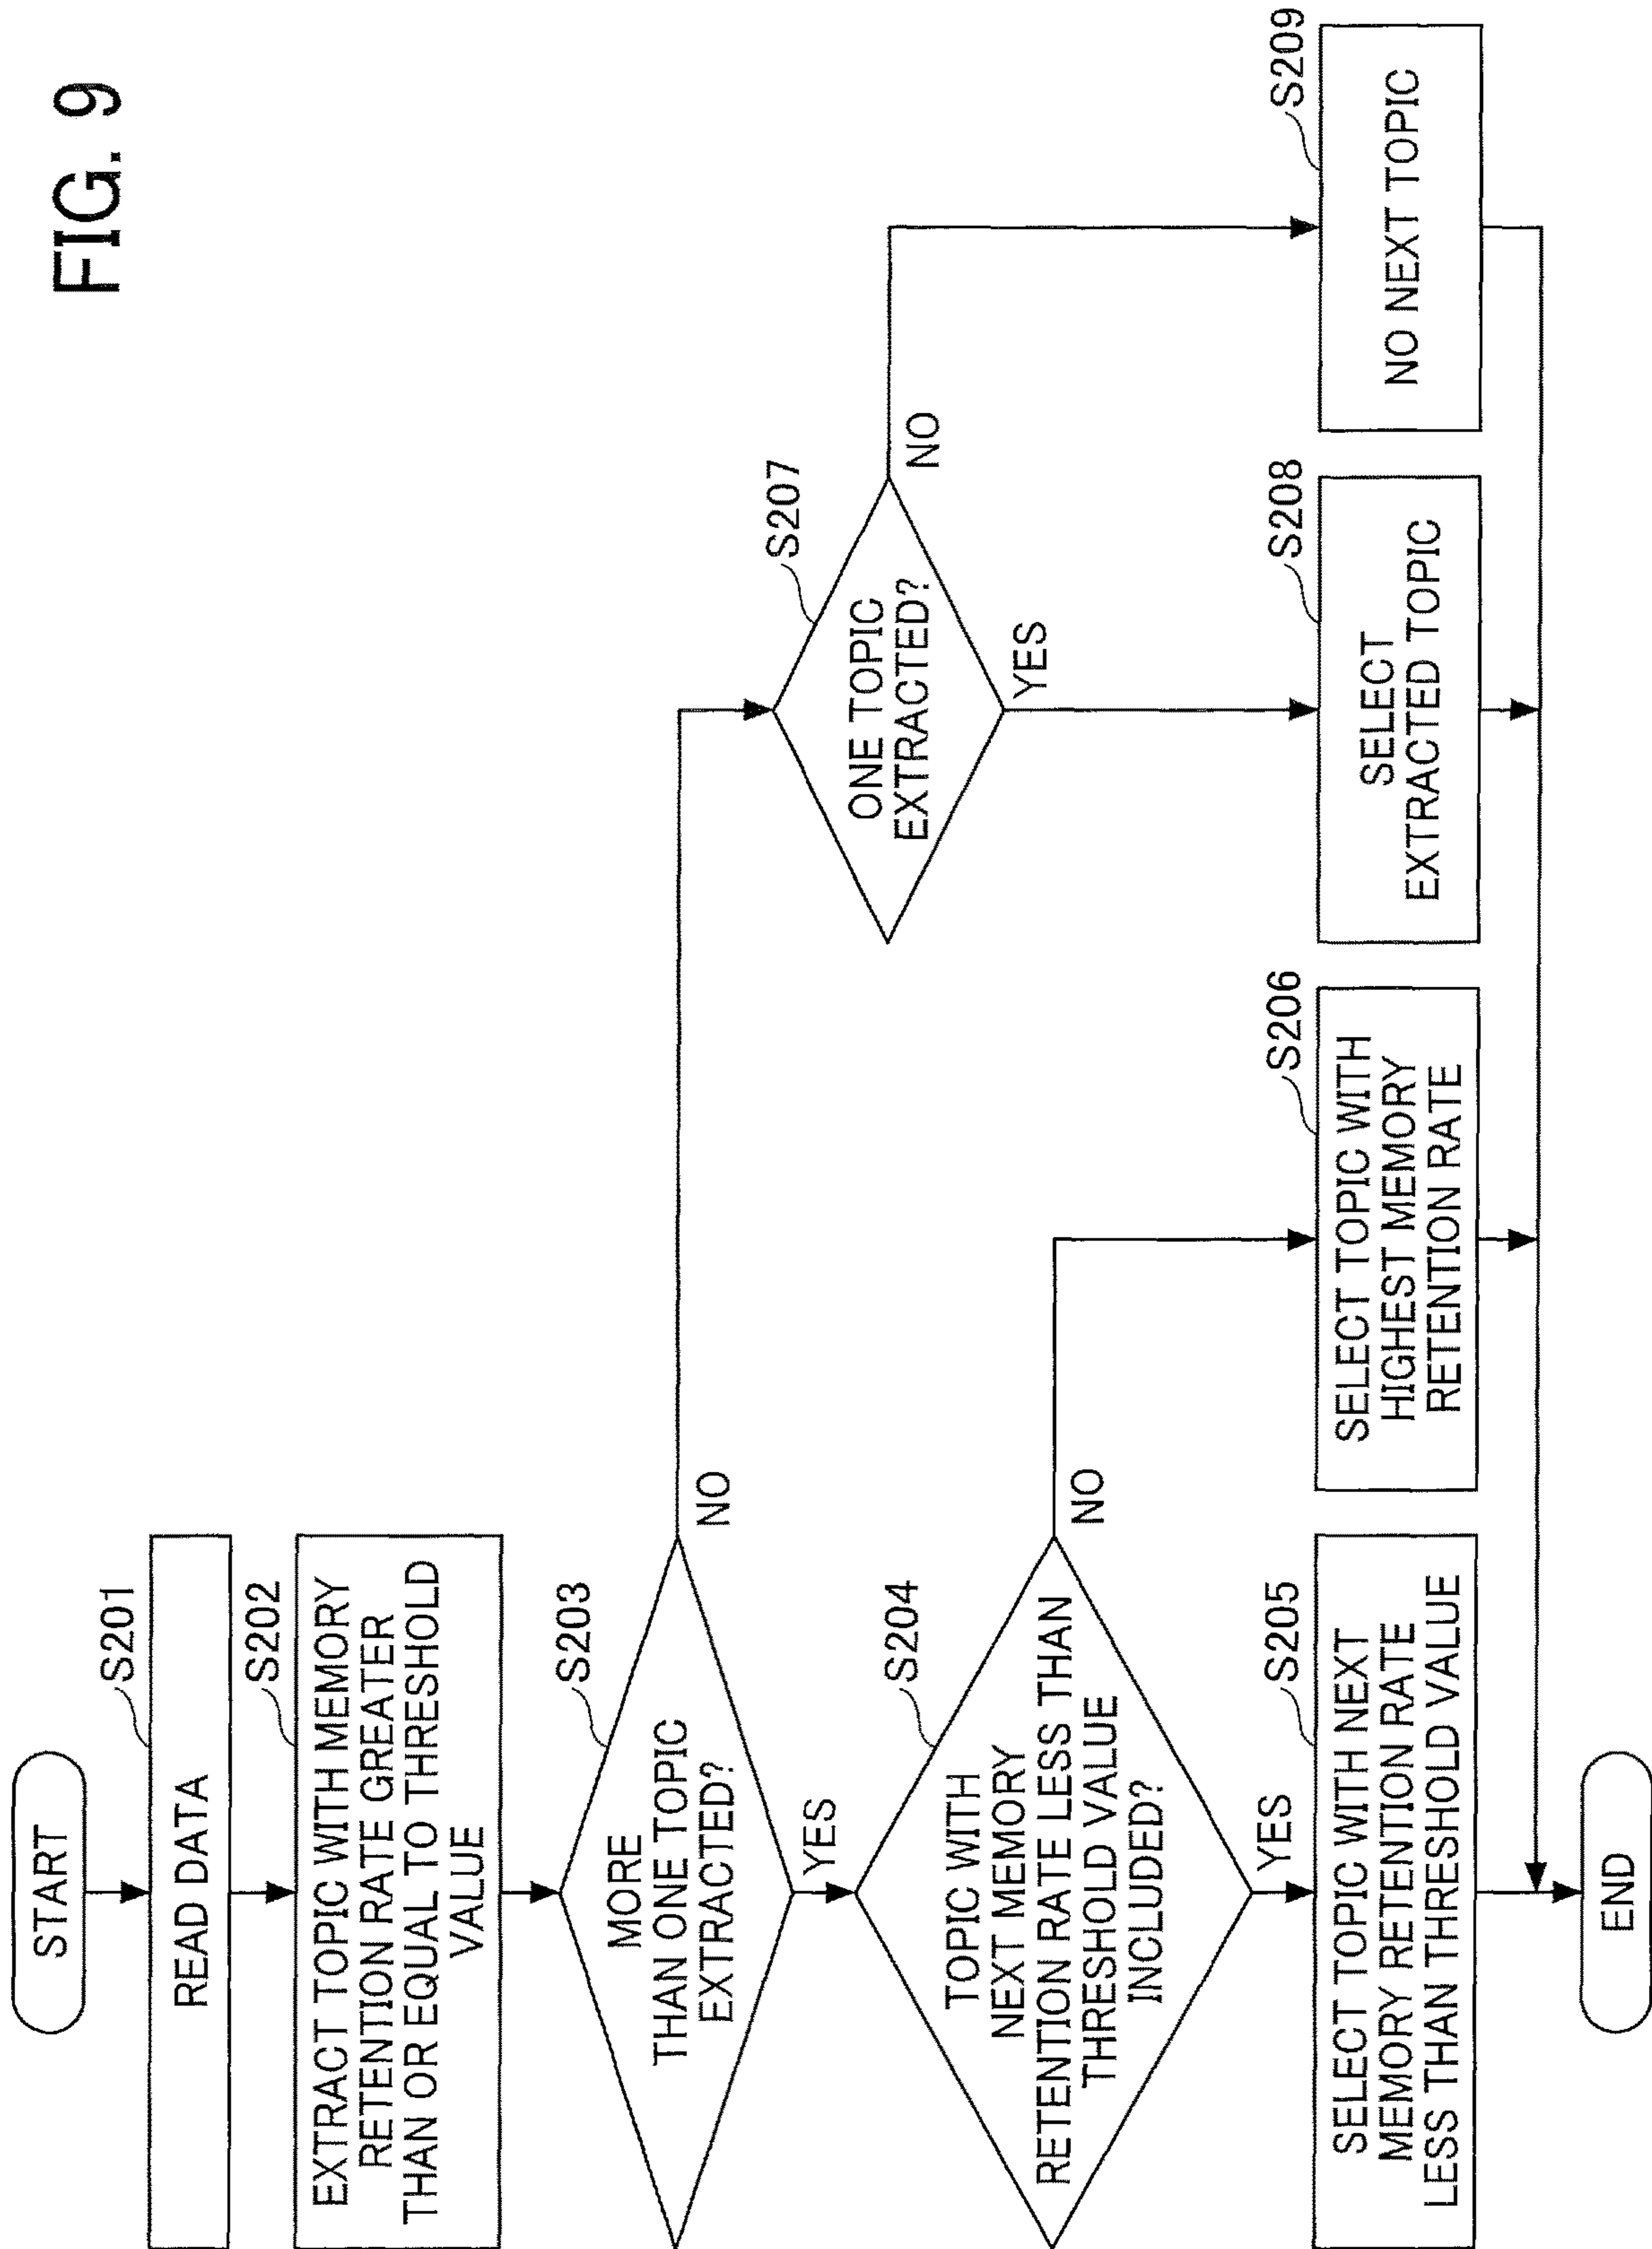 FIG. 9
START
S201
READ DATA
S202
EXTRACT TOPIC WITH MEMORY
RETENTION RATE GREATER
THAN OR EQUAL TO THRESHOLD
VALUE
S203
MORE
THAN ONE TOPIC
EXTRACTED?
NO
YES
S204
TOPIC WITH
NEXT MEMORY
RETENTION RATE LESS THAN
THRESHOLD VALUE
INCLUDED?
NO
YES
S205
SELECT TOPIC WITH NEXT
MEMORY RETENTION RATE
LESS THAN THRESHOLD VALUE
S206
SELECT TOPIC WITH
HIGHEST MEMORY
RETENTION RATE
S207
ONE TOPIC
EXTRACTED?
NO
YES
S208
SELECT
EXTRACTED TOPIC
S209
NO NEXT TOPIC
END